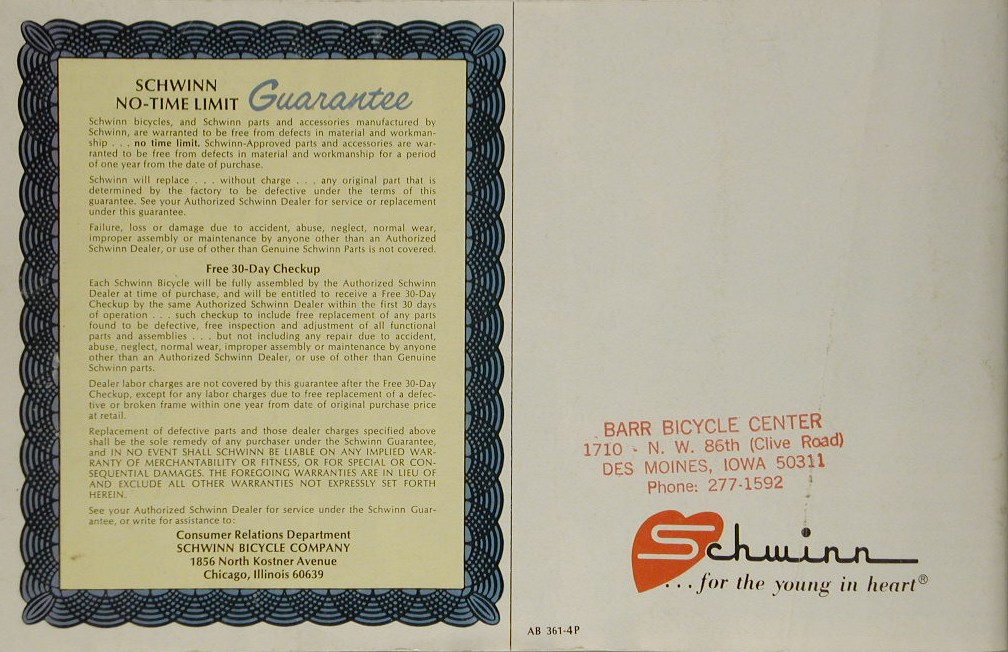 SCHWINN
NO-TIME LIMIT Guarantee
Schwinn bicycles, and Schwinn parts and accessories manufactured by
Schwinn, are warranted to be free from defects in material and workman-
ship . . . no time limit. Schwinn-Approved parts and accessories are war-
ranted to be free from defects in material and workmanship for a period
of one year from the date of purchase.
Schwinn will replace . . . without charge . . . any original part that is
determined by the factory to be defective under the terms of this
guarantee. See your Authorized Schwinn Dealer for service or replacement
under this guarantee.
Failure, loss or damage due to accident, abuse, neglect, normal wear,
improper assembly or maintenance by anyone other than an Authorized
Schwinn Dealer, or use of other than Genuine Schwinn Parts is not covered.
Free 30-Day Checkup
Each Schwinn Bicycle will be fully assembled by the Authorized Schwinn
Dealer at time of purchase, and will be entitled to receive a Free 30-Day
Checkup by the same Authorized Schwinn Dealer within the first 30 days
of operation . . . such checkup to include free replacement of any parts
found to be defective, free inspection and adjustment of all functional
parts and assemblies . . . but not including any repair due to accident,
abuse, neglect, normal wear, improper assembly or maintenance by anyone
other than an Authorized Schwinn Dealer, or use of other than Genuine
Schwinn parts.
Dealer labor charges are not covered by this guarantee after the Free 30-Day
Checkup, except for any labor charges due to free replacement of a defec-
tive or broken frame within one year from date of original purchase price
at retail.
Replacement of defective parts and those dealer charges specified above
shall be the sole remedy of any purchaser under the Schwinn Guarantee,
and IN NO EVENT SHALL SCHWINN BE LIABLE ON ANY IMPLIED WAR-
RANTY OF MERCHANTABILITY OR FITNESS, OR FOR SPECIAL OR CON-
SEQUENTIAL DAMAGES. THE FOREGOING WARRANTIES ARE IN LIEU OF
AND EXCLUDE ALL OTHER WARRANTIES NOT EXPRESSLY SET FORTH
HEREIN.
See your Authorized Schwinn Dealer for service under the Schwinn Guar-
antee, or write for assistance to:
Consumer Relations Department
SCHWINN BICYCLE COMPANY
1856 North Kostner Avenue
Chicago, Illinois 60639
BARR BICYCLE CENTER
1710 - N. W. 86th (Clive Road)
DES MOINES, IOWA 50311
Phone: 277-1592
Schwinn
. . . for the young in heart®
AB 361-4P